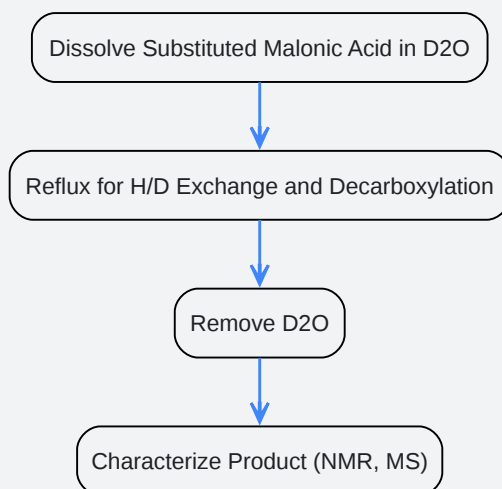 Dissolve Substituted Malonic Acid in D2O
Reflux for H/D Exchange and Decarboxylation
Remove D2O
Characterize Product (NMR, MS)